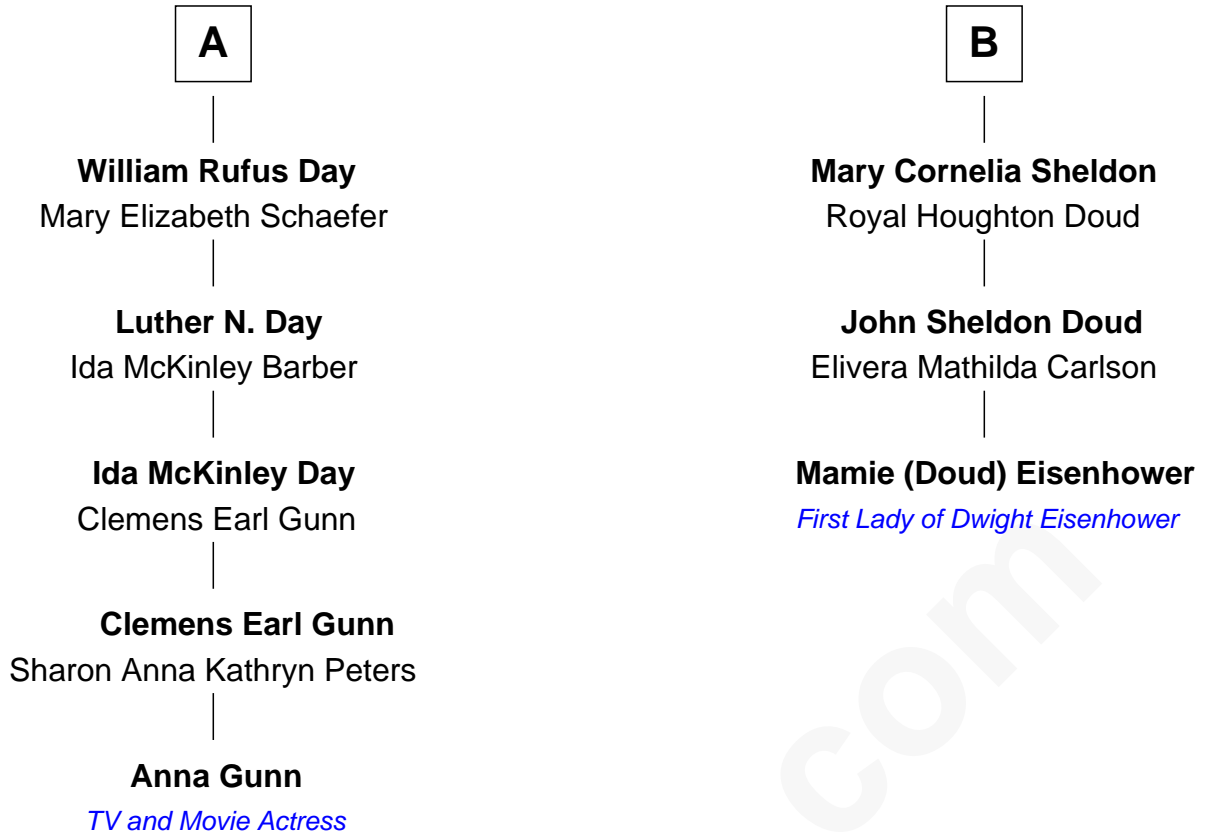 A
William Rufus Day
Mary Elizabeth Schaefer
Luther N. Day
Ida McKinley Barber
Ida McKinley Day
Clemens Earl Gunn
Clemens Earl Gunn
Sharon Anna Kathryn Peters
Anna Gunn
TV and Movie Actress
B
Mary Cornelia Sheldon
Royal Houghton Doud
John Sheldon Doud
Elivera Mathilda Carlson
Mamie (Doud) Eisenhower
First Lady of Dwight Eisenhower
com